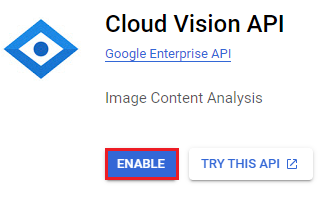 Cloud Vision API
Google Enterprise API
Image Content Analysis
ENABLE
TRY THIS API